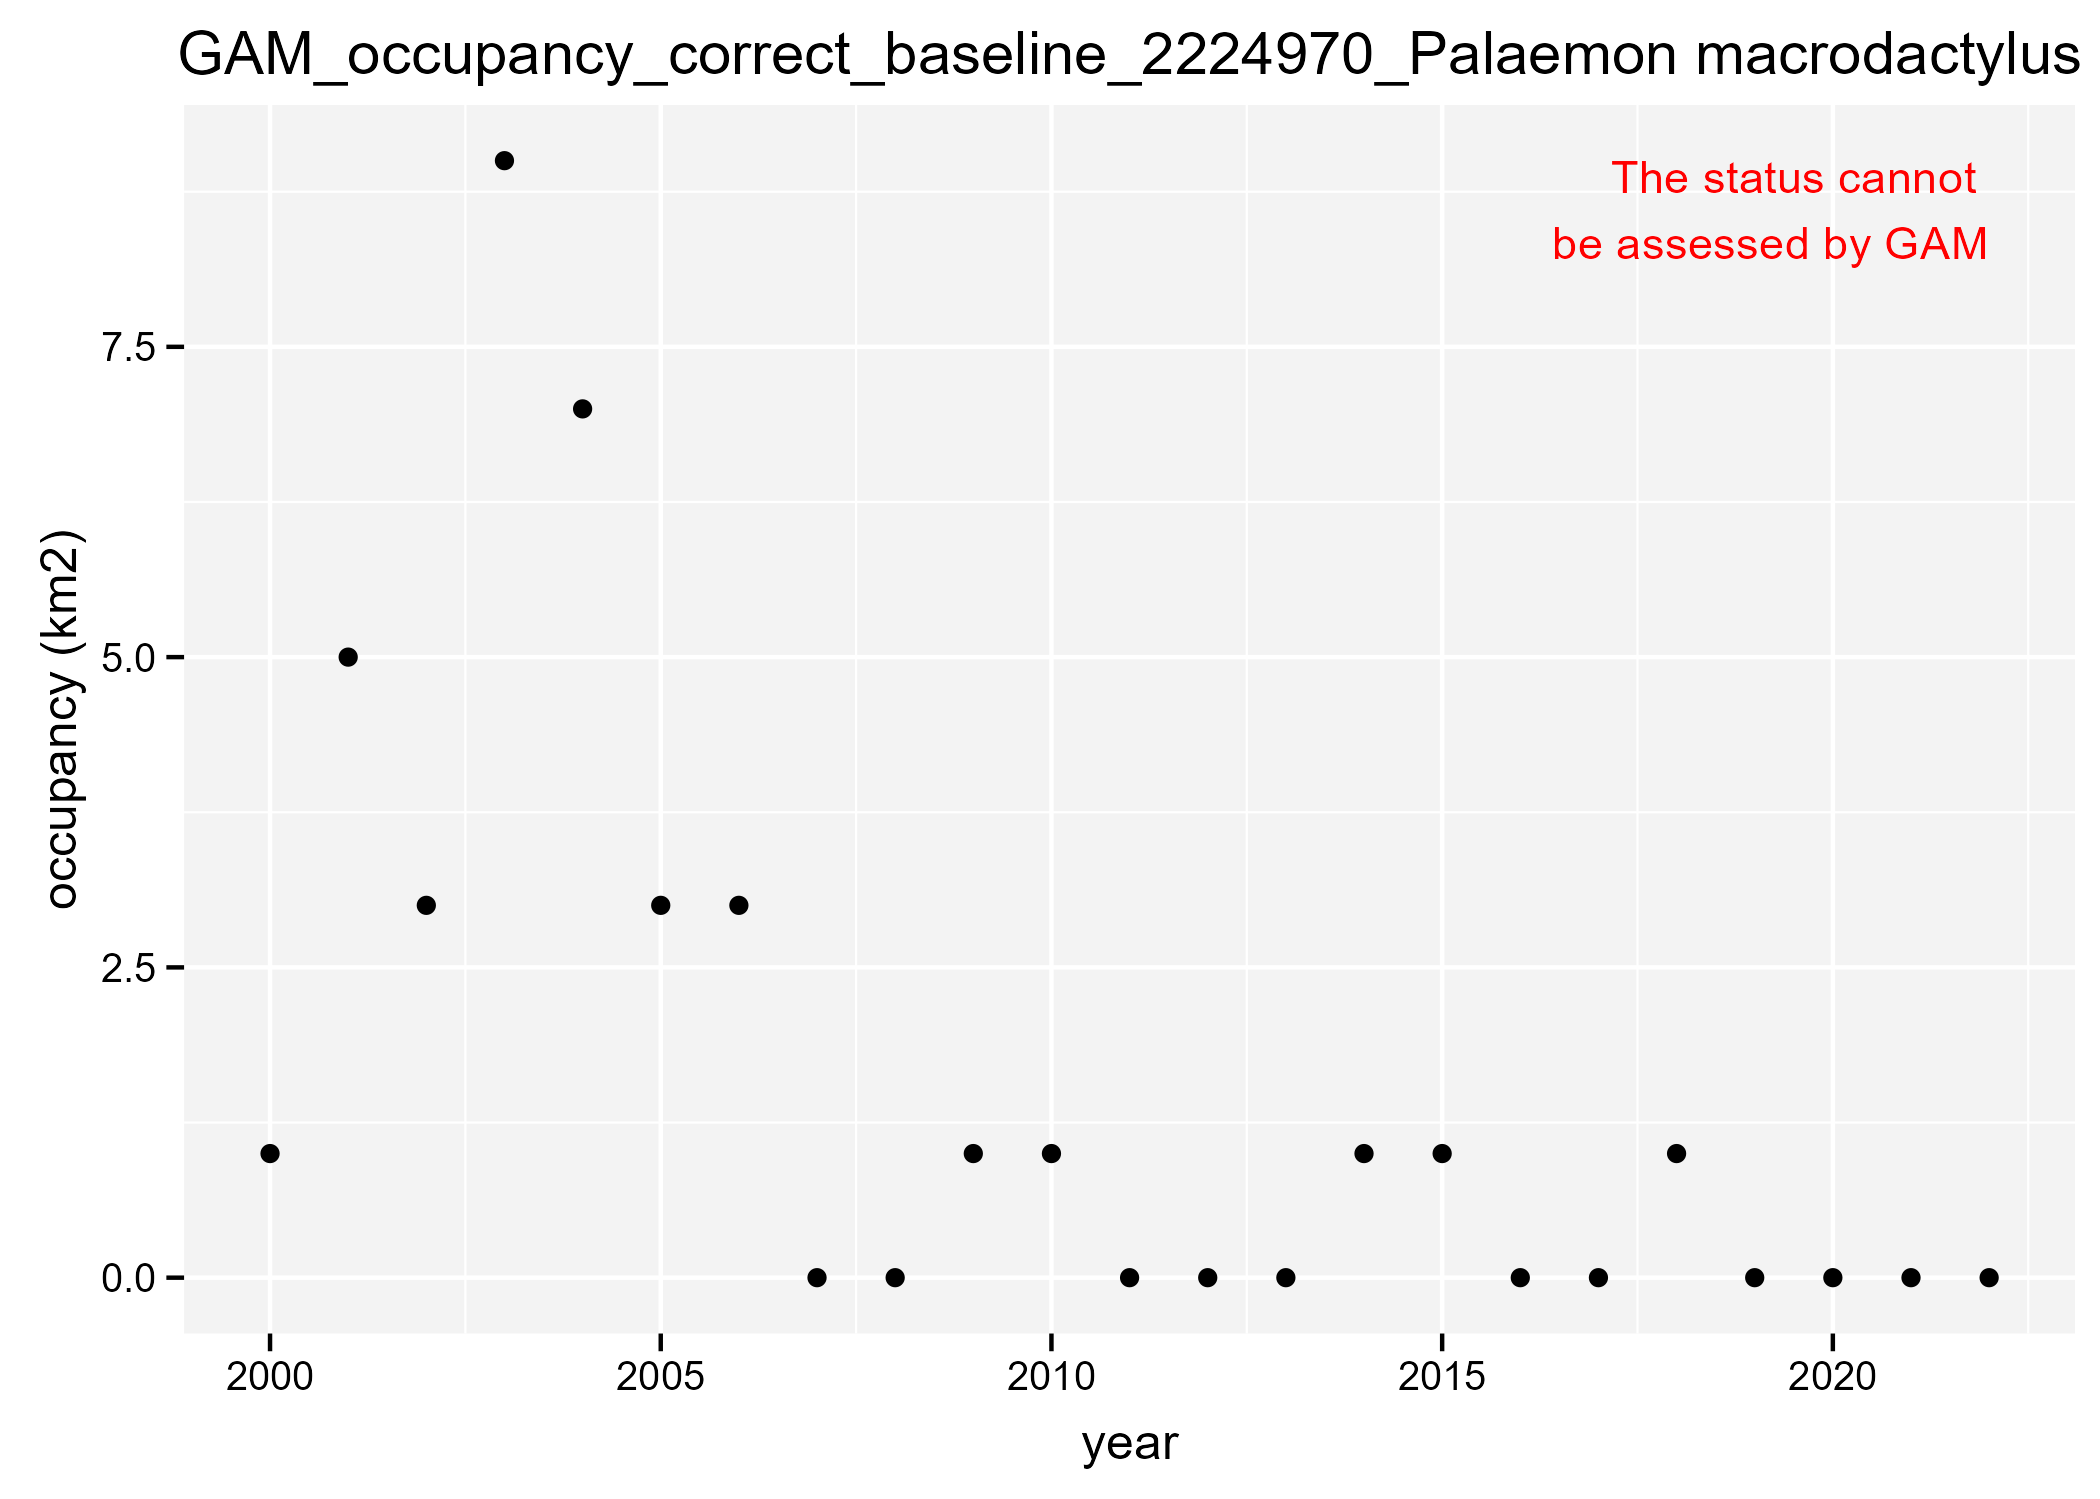 GAM_occupancy_correct_baseline_2224970_Palaemon macrodactylus
The status cannot
be assessed by GAM
occupancy (km2)
7.5
5.0
2.5
0.0
2000 2005 2010 2015 2020
year